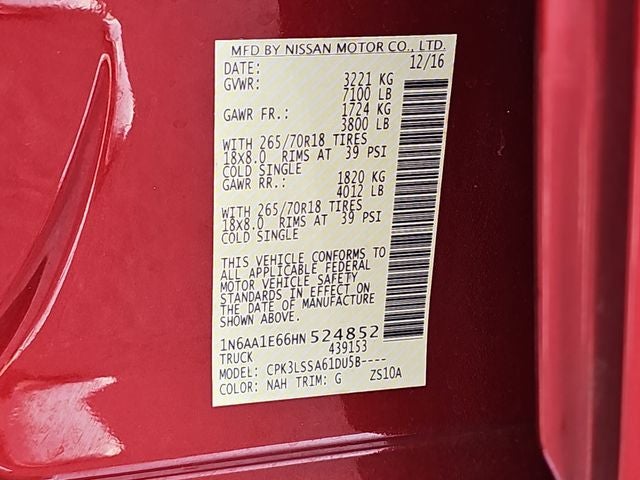 MFD BY NISSAN MOTOR CO., LTD.
DATE: 12/16
GVWR: 3221 KG
7100 LB
GAWR FR.: 1724 KG
3800 LB
WITH 265/70R18 TIRES
18X8.0 RIMS AT 39 PSI
COLD SINGLE
GAWR RR.: 1820 KG
4012 LB
WITH 265/70R18 TIRES
18X8.0 RIMS AT 39 PSI
COLD SINGLE
THIS VEHICLE CONFORMS TO
ALL APPLICABLE FEDERAL
MOTOR VEHICLE SAFETY
STANDARDS IN EFFECT ON
THE DATE OF MANUFACTURE
SHOWN ABOVE.
1N6AA1E66HN524852
TRUCK 439153
MODEL: CPK3LSSA61DU5B----
COLOR: NAH TRIM: G ZS10A